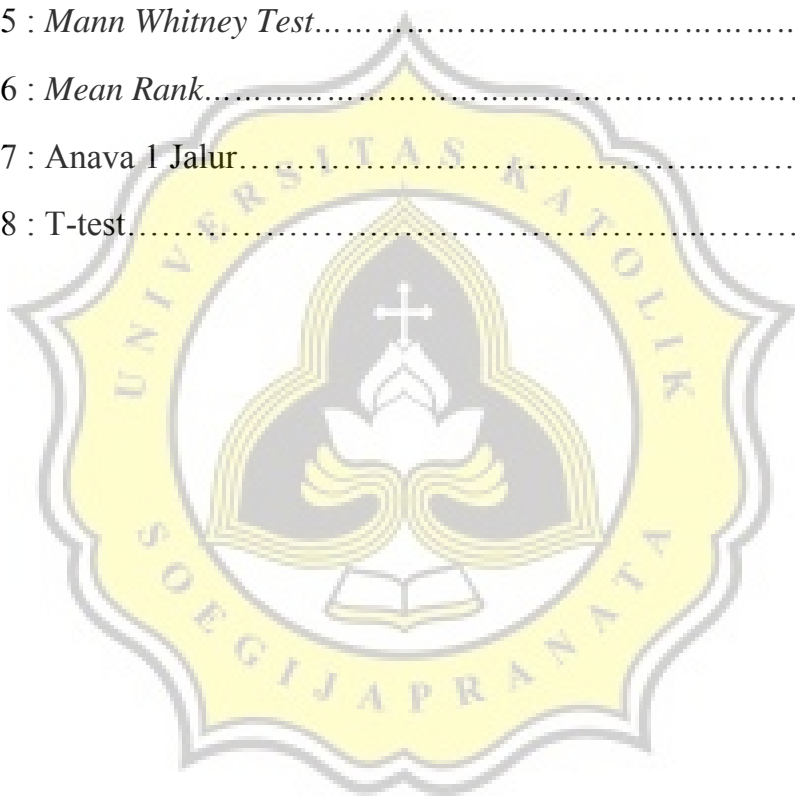 5 : Mann Whitney Test……………………………………
6 : Mean Rank………………………………………………
7 : Anava 1 Jalur……………………………………………
8 : T-test………………………………………………………
UNIVERSITAS KATOLIK
SOEGIJAPRANATA